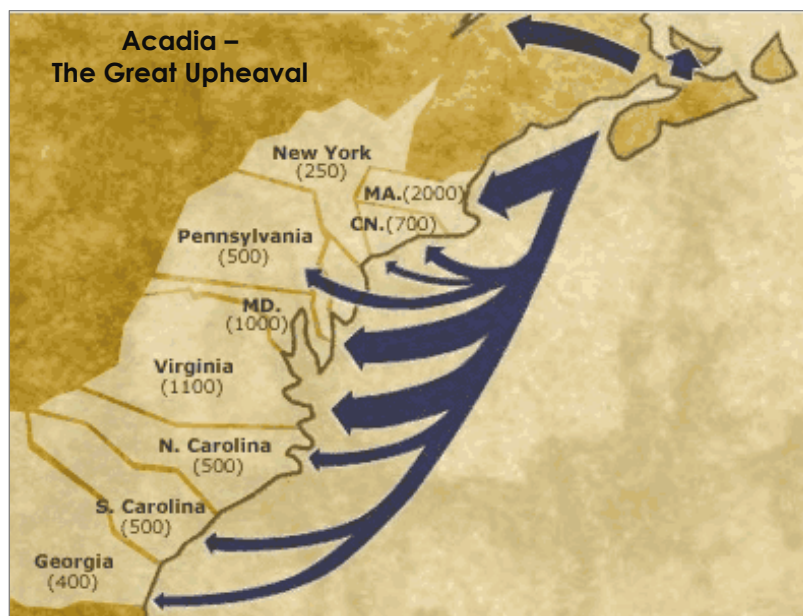 Acadia –
The Great Upheaval
New York
(250)
MA.(2000)
CN.(700)
Pennsylvania
(500)
MD.
(1000)
Virginia
(1100)
N. Carolina
(500)
S. Carolina
(500)
Georgia
(400)